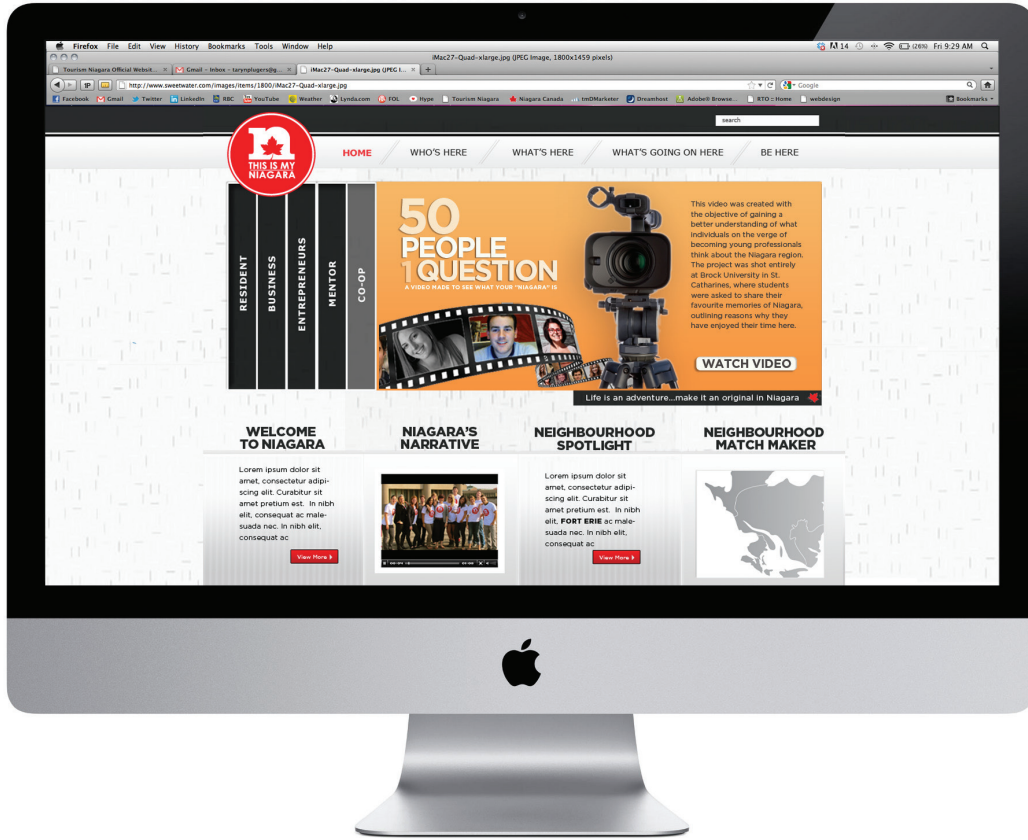 Firefox File Edit View History Bookmarks Tools Window Help
14 (26%) Fri 9:29 AM
iMac27-Quad-xlarge.jpg (JPEG Image, 1800x1459 pixels)
Tourism Niagara Official Websit... × Gmail – Inbox – tarynplugers@g... × iMac27-Quad-xlarge.jpg (JPEG I... × +
http://www.sweetwater.com/images/items/1800/iMac27-Quad-xlarge.jpg
Google
Facebook Gmail Twitter LinkedIn RBC YouTube Weather Lynda.com FOL Hype Tourism Niagara Niagara Canada tmDMarketer Dreamhost Adobe® Browse... RTO :: Home webdesign Bookmarks
search
n
THIS IS MY
NIAGARA
HOME WHO'S HERE WHAT'S HERE WHAT'S GOING ON HERE BE HERE
RESIDENT
BUSINESS
ENTREPRENEURS
MENTOR
CO-OP
50
PEOPLE
1 QUESTION
A VIDEO MADE TO SEE WHAT YOUR "NIAGARA" IS
This video was created with
the objective of gaining a
better understanding of what
individuals on the verge of
becoming young professionals
think about the Niagara region.
The project was shot entirely
at Brock University in St.
Catharines, where students
were asked to share their
favourite memories of Niagara,
outlining reasons why they
have enjoyed their time here.
WATCH VIDEO
Life is an adventure...make it an original in Niagara
WELCOME
TO NIAGARA
Lorem ipsum dolor sit
amet, consectetur adipi-
scing elit. Curabitur sit
amet pretium est. In nibh
elit, consequat ac male-
suada nec. In nibh elit,
consequat ac
View More
NIAGARA'S
NARRATIVE
NEIGHBOURHOOD
SPOTLIGHT
Lorem ipsum dolor sit
amet, consectetur adipi-
scing elit. Curabitur sit
amet pretium est. In nibh
elit, FORT ERIE ac male-
suada nec. In nibh elit,
consequat ac
View More
NEIGHBOURHOOD
MATCH MAKER